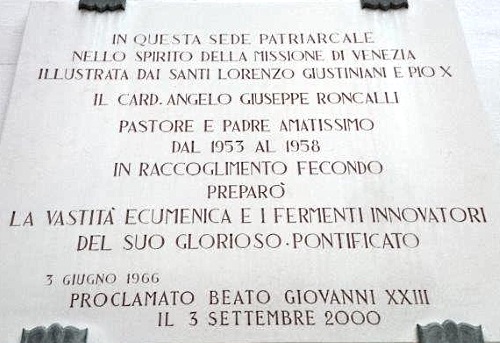 IN QUESTA SEDE PATRIARCALE
NELLO SPIRITO DELLA MISSIONE DI VENEZIA
ILLUSTRATA DAI SANTI LORENZO GIUSTINIANI E PIO X
IL CARD. ANGELO GIUSEPPE RONCALLI
PASTORE E PADRE AMATISSIMO
DAL 1953 AL 1958
IN RACCOGLIMENTO FECONDO
PREPARÒ
LA VASTITÀ ECUMENICA E I FERMENTI INNOVATORI
DEL SUO GLORIOSO · PONTIFICATO
3 GIUGNO 1966
PROCLAMATO BEATO GIOVANNI XXIII
IL 3 SETTEMBRE 2000